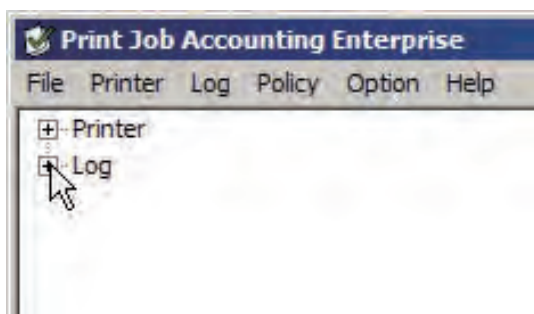 Print Job Accounting Enterprise
File Printer Log Policy Option Help
Printer
Log